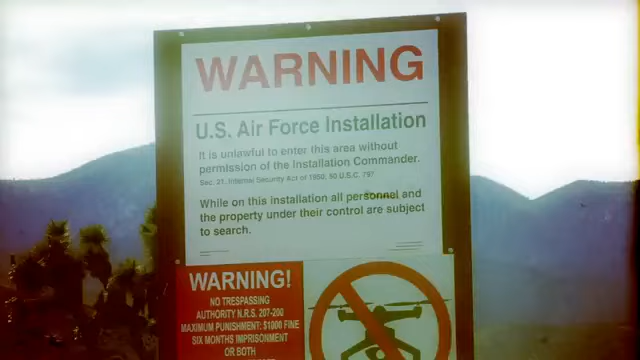 WARNING
U.S. Air Force Installation
It is unlawful to enter this area without
permission of the Installation Commander.
Sec. 21, Internal Security Act of 1950; 50 U.S.C. 797
While on this installation all personnel and
the property under their control are subject
to search.
WARNING!
NO TRESPASSING
AUTHORITY N.R.S. 207-200
MAXIMUM PUNISHMENT: $1000 FINE
SIX MONTHS IMPRISONMENT
OR BOTH